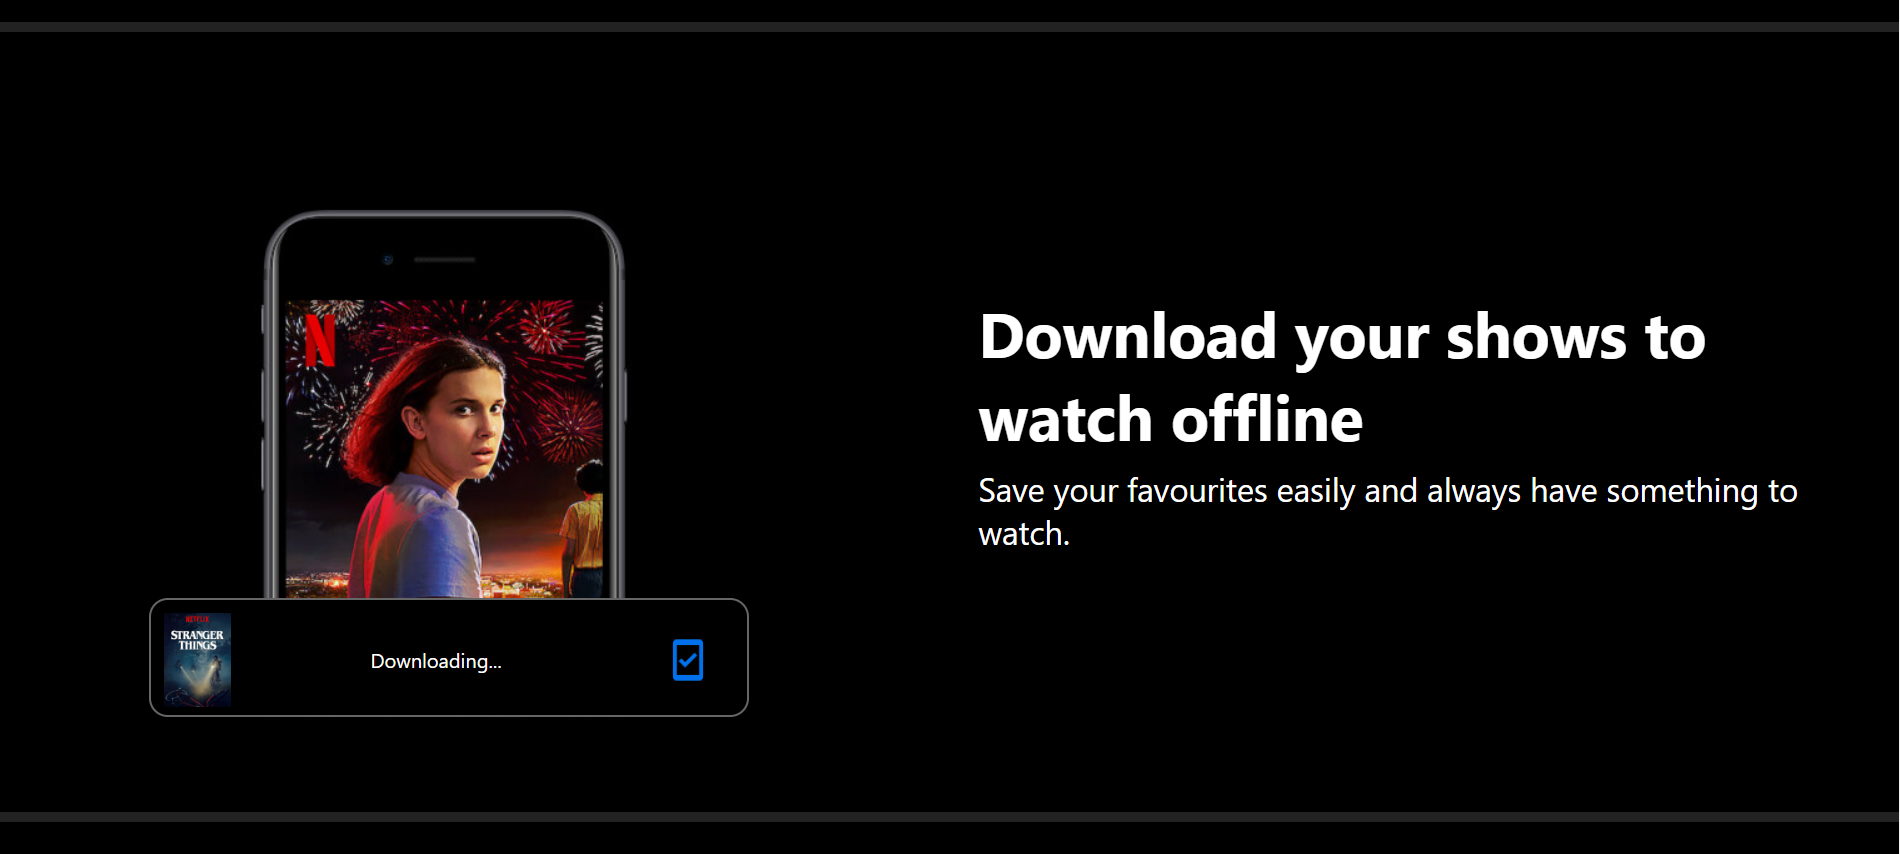 N
Download your shows to
watch offline
Save your favourites easily and always have something to
watch.
NETFLIX
STRANGER
THINGS
Downloading...